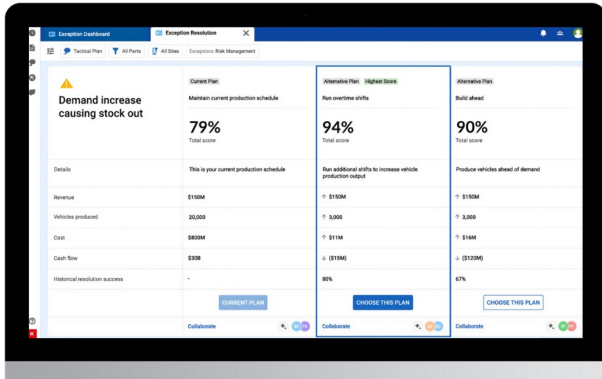 Exception Dashboard
Exception Resolution
Tactical Plan
All Parts
All Sites
Exceptions: Risk Management
Demand increase
causing stock out
Current Plan
Maintain current production schedule
79%
Total score
Alternative Plan
Highest Score
Run overtime shifts
94%
Total score
Alternative Plan
Build ahead
90%
Total score
Details
This is your current production schedule
Run additional shifts to increase vehicle
production output
Produce vehicles ahead of demand
Revenue
$150M
↑ $150M
↑ $150M
Vehicles produced
20,000
↑ 3,000
↑ 3,000
Cost
$800M
↑ $11M
↑ $16M
Cash flow
$30B
↓ ($15M)
↓ ($120M)
Historical resolution success
-
80%
67%
CURRENT PLAN
CHOOSE THIS PLAN
CHOOSE THIS PLAN
Collaborate
Collaborate
Collaborate